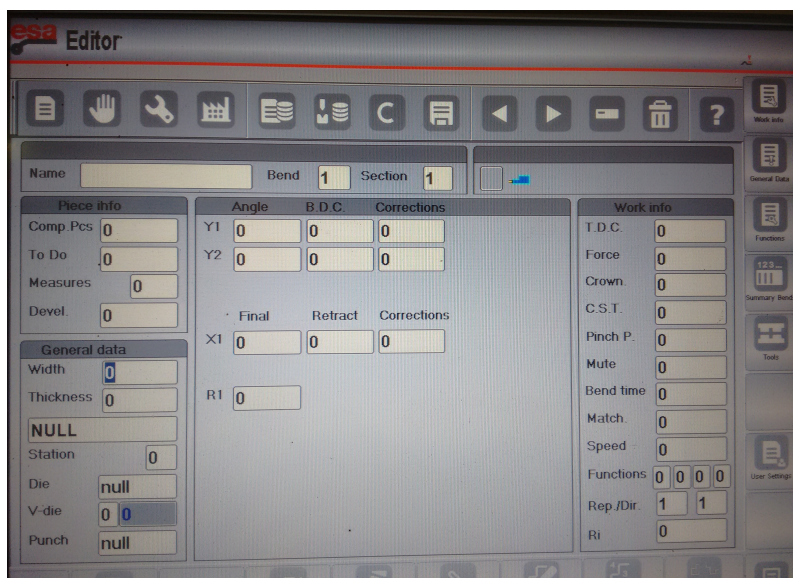 esa Editor
C ?
Name Bend 1 Section 1
Piece info
Comp.Pcs 0
To Do 0
Measures 0
Devel. 0
General data
Width 0
Thickness 0
NULL
Station 0
Die null
V-die 0 0
Punch null
Angle B.D.C. Corrections
Y1 0 0 0
Y2 0 0 0
Final Retract Corrections
X1 0 0 0
R1 0
Work info
T.D.C. 0
Force 0
Crown. 0
C.S.T. 0
Pinch P. 0
Mute 0
Bend time 0
Match. 0
Speed 0
Functions 0 0 0 0
Rep./Dir. 1 1
Ri 0
Work info
General Data
Functions
123...
Summary Bend
Tools
User Settings